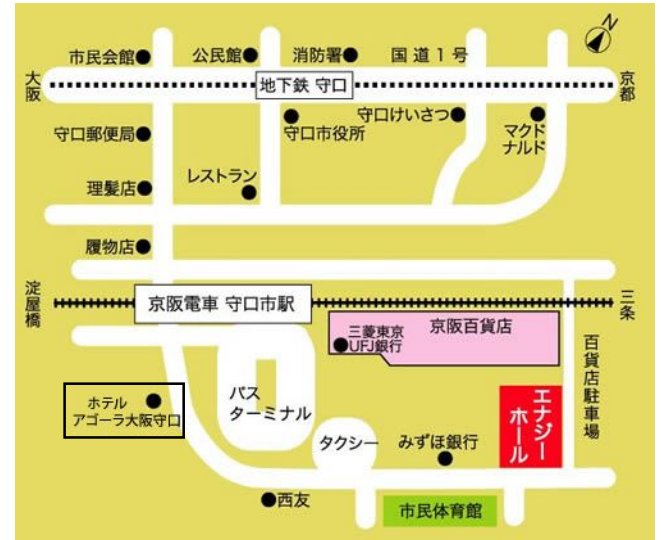 N
市民会館
公民館
消防署
国道1号
大阪
地下鉄 守口
京都
守口郵便局
守口市役所
守口けいさつ
マクド
ナルド
理髪店
レストラン
履物店
淀屋橋
京阪電車 守口市駅
三条
三菱東京
UFJ銀行
京阪百貨店
百貨店駐車場
ホテル
アゴーラ大阪守口
バス
ターミナル
タクシー
みずほ銀行
エナジー
ホール
西友
市民体育館